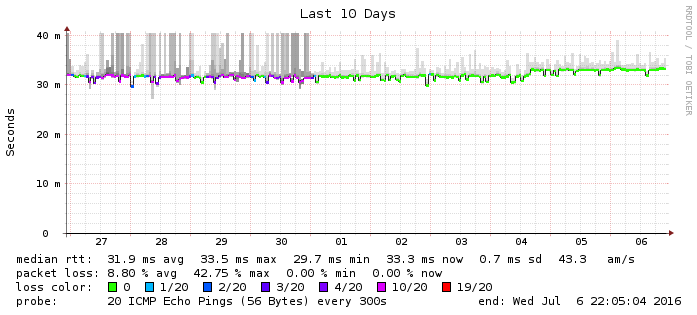 Last 10 Days
RRDTOOL / TOBI OETIKER
Seconds
40 m
30 m
20 m
10 m
0
27 28 29 30 01 02 03 04 05 06
median rtt: 31.9 ms avg 33.5 ms max 29.7 ms min 33.3 ms now 0.7 ms sd 43.3 am/s
packet loss: 8.80 % avg 42.75 % max 0.00 % min 0.00 % now
loss color: 0 1/20 2/20 3/20 4/20 10/20 19/20
probe: 20 ICMP Echo Pings (56 Bytes) every 300s end: Wed Jul 6 22:05:04 2016